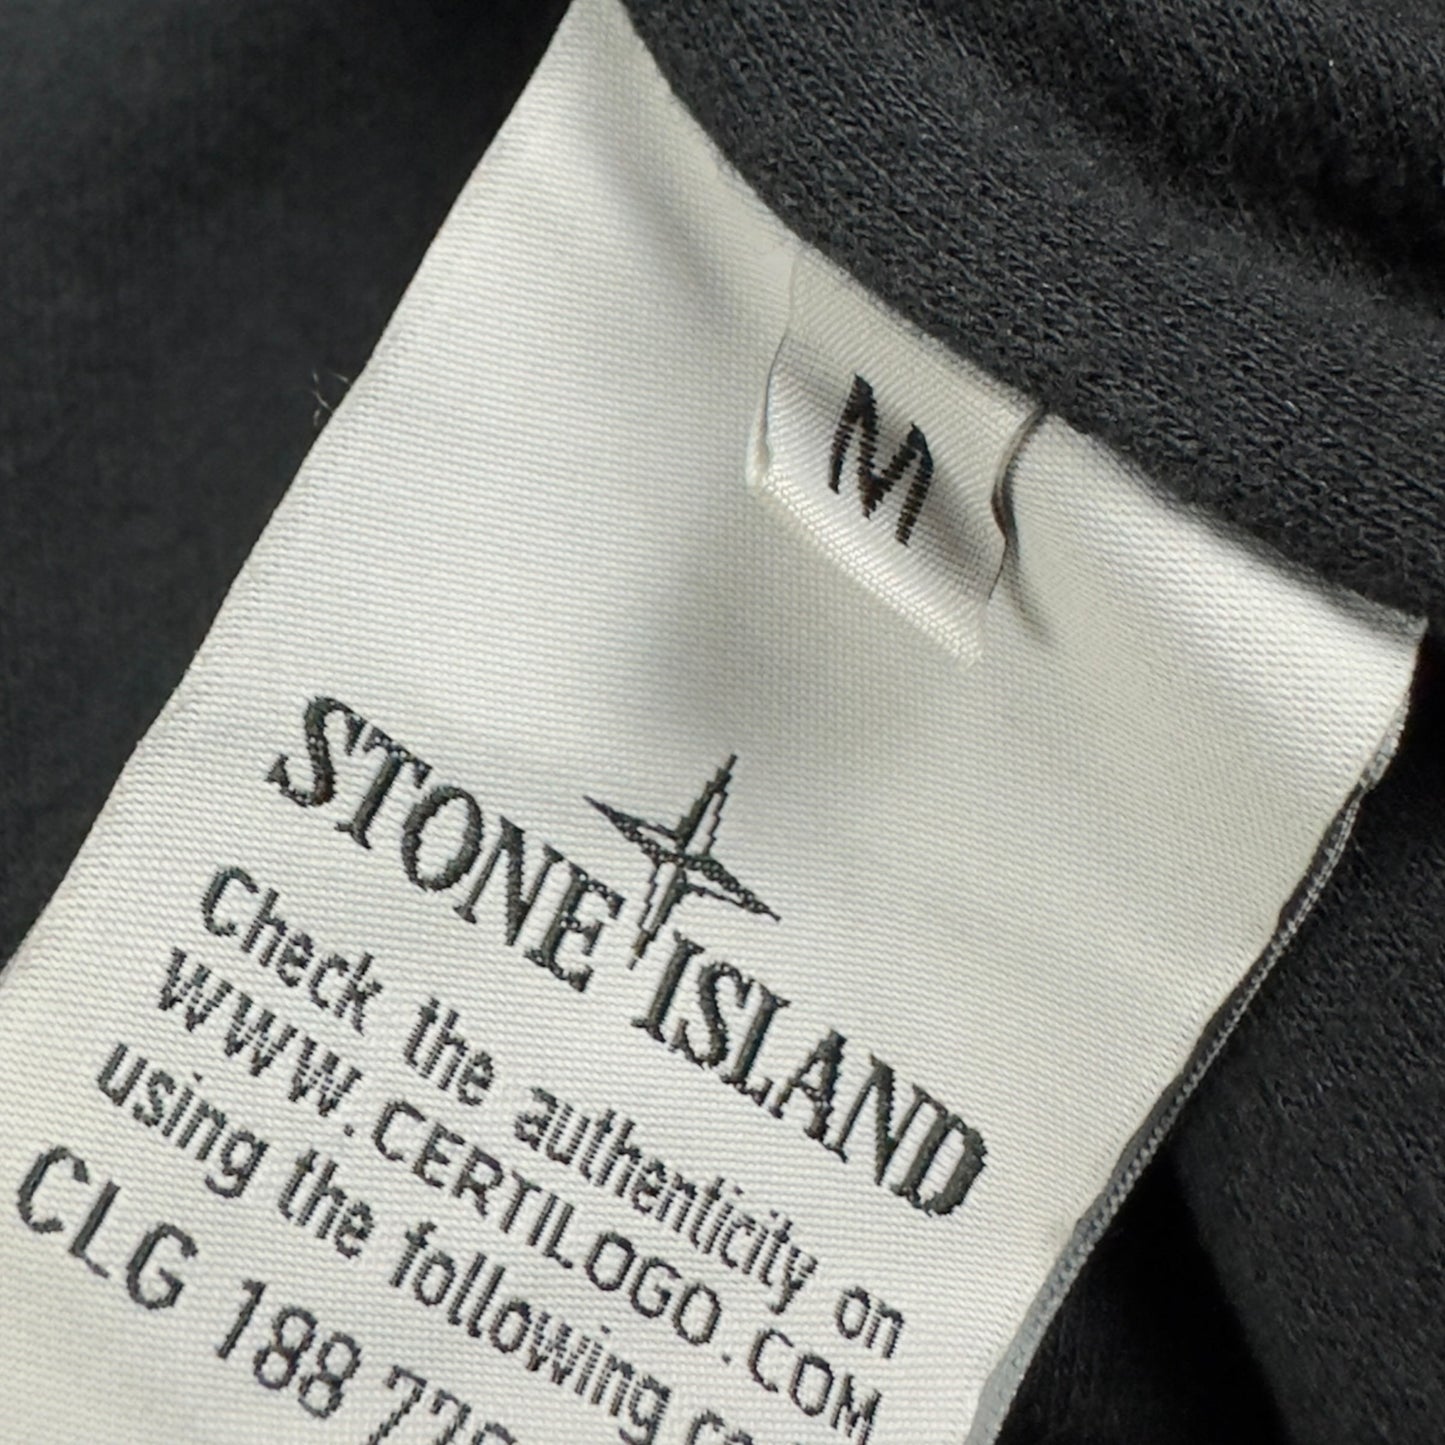 M
STONE ISLAND
Check the authenticity on
WWW.CERTILOGO.COM
using the following
CLG 188